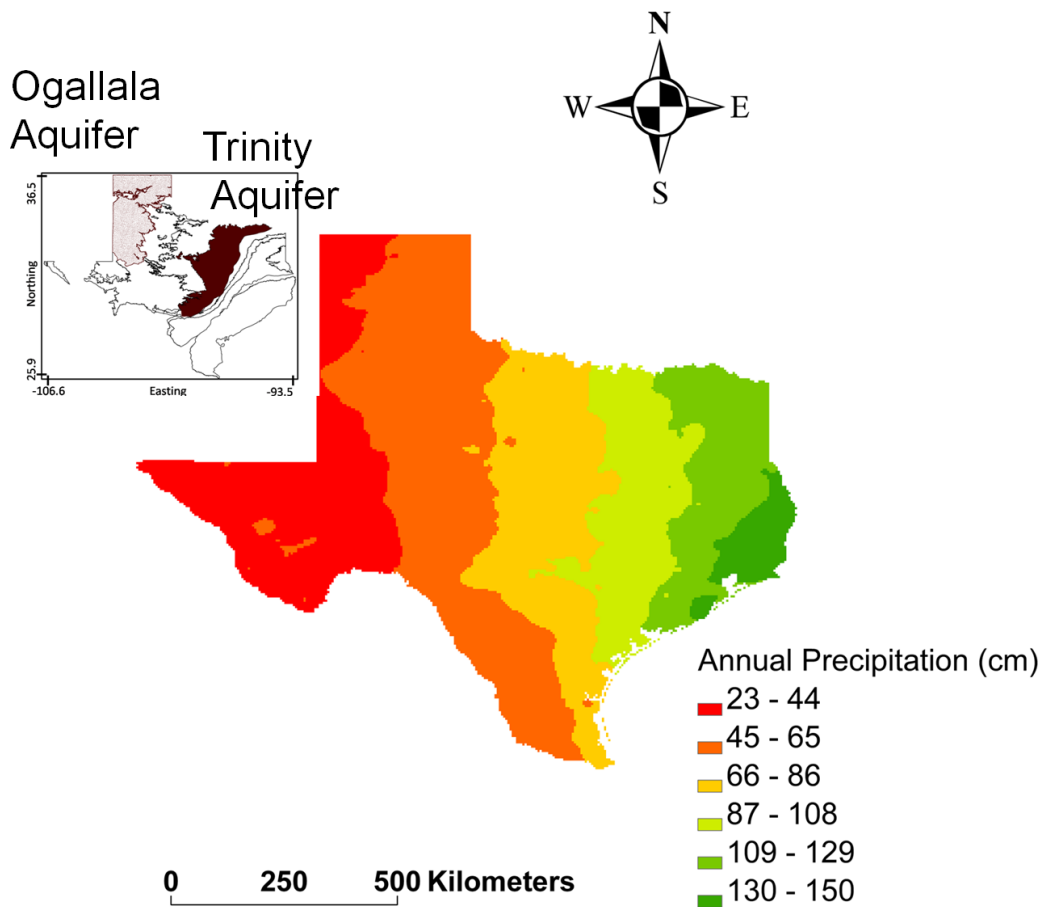 N
W E
S
Ogallala
Aquifer
Trinity
Aquifer
36.5
Northing
25.9
-106.6 Easting -93.5
Annual Precipitation (cm)
23 - 44
45 - 65
66 - 86
87 - 108
109 - 129
130 - 150
0 250 500 Kilometers